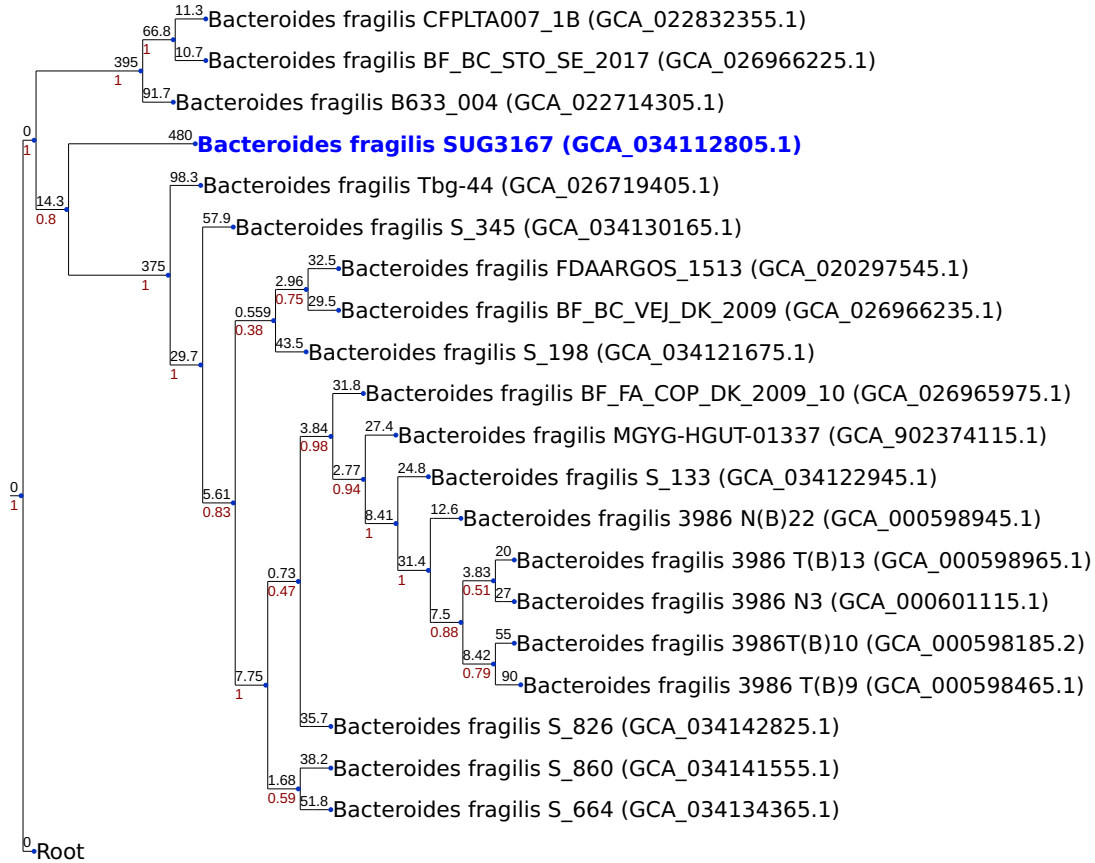 11.3 Bacteroides fragilis CFPLTA007_1B (GCA_022832355.1)
66.8
1
10.7 Bacteroides fragilis BF_BC_STO_SE_2017 (GCA_026966225.1)
395
1
91.7 Bacteroides fragilis B633_004 (GCA_022714305.1)
0
1
480 Bacteroides fragilis SUG3167 (GCA_034112805.1)
98.3 Bacteroides fragilis Tbg-44 (GCA_026719405.1)
14.3
0.8
57.9 Bacteroides fragilis S_345 (GCA_034130165.1)
375
1
32.5 Bacteroides fragilis FDAARGOS_1513 (GCA_020297545.1)
2.96
0.75
29.5 Bacteroides fragilis BF_BC_VEJ_DK_2009 (GCA_026966235.1)
0.559
0.38
43.5 Bacteroides fragilis S_198 (GCA_034121675.1)
29.7
1
31.8 Bacteroides fragilis BF_FA_COP_DK_2009_10 (GCA_026965975.1)
3.84
0.98
27.4 Bacteroides fragilis MGYG-HGUT-01337 (GCA_902374115.1)
2.77
0.94
24.8 Bacteroides fragilis S_133 (GCA_034122945.1)
0
1
5.61
0.83
8.41
1
12.6 Bacteroides fragilis 3986 N(B)22 (GCA_000598945.1)
20 Bacteroides fragilis 3986 T(B)13 (GCA_000598965.1)
31.4
1
3.83
0.51
0.73
0.47
27 Bacteroides fragilis 3986 N3 (GCA_000601115.1)
7.5
0.88
55 Bacteroides fragilis 3986T(B)10 (GCA_000598185.2)
8.42
0.79
90 Bacteroides fragilis 3986 T(B)9 (GCA_000598465.1)
7.75
1
35.7 Bacteroides fragilis S_826 (GCA_034142825.1)
38.2 Bacteroides fragilis S_860 (GCA_034141555.1)
1.68
0.59
51.8 Bacteroides fragilis S_664 (GCA_034134365.1)
0 Root